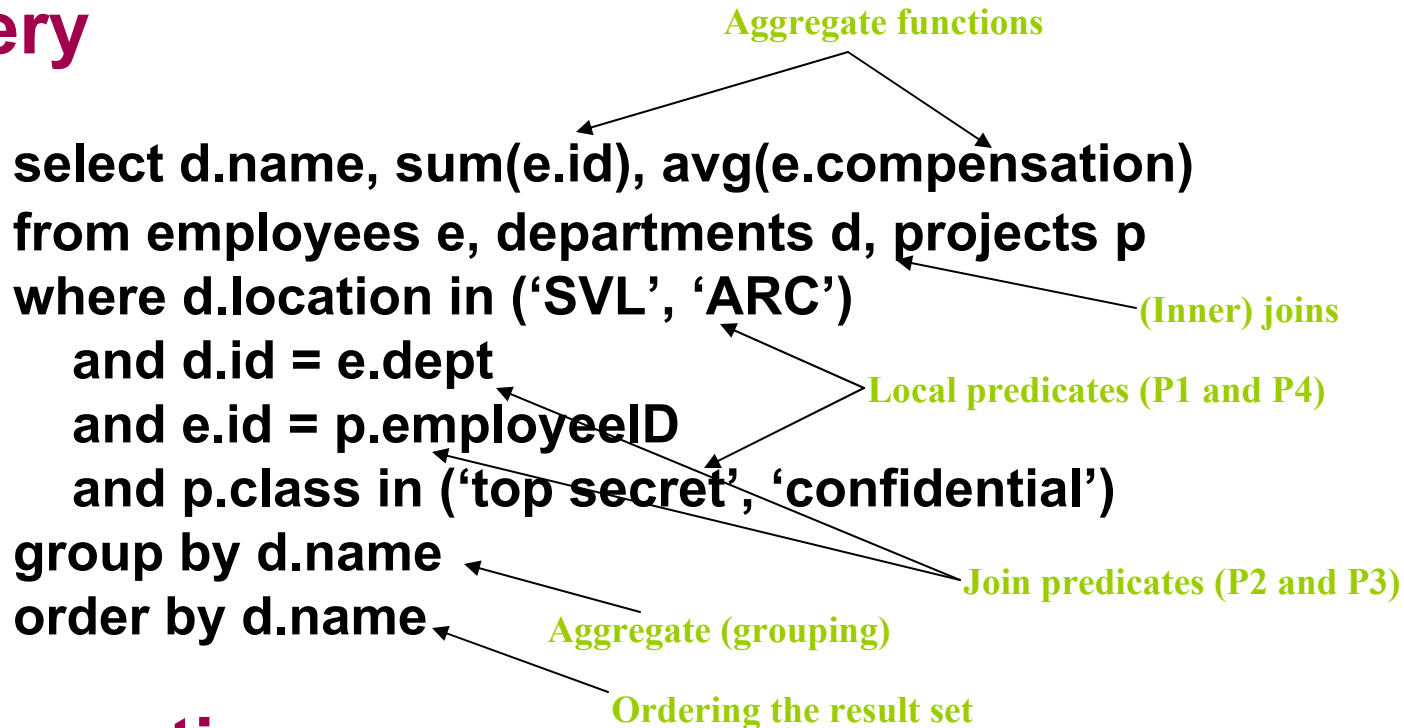 ery
Aggregate functions
select d.name, sum(e.id), avg(e.compensation)
from employees e, departments d, projects p
where d.location in (‘SVL’, ‘ARC’)
(Inner) joins
and d.id = e.dept
Local predicates (P1 and P4)
and e.id = p.employeeID
and p.class in (‘top secret’, ‘confidential’)
group by d.name
Join predicates (P2 and P3)
order by d.name
Aggregate (grouping)
Ordering the result set